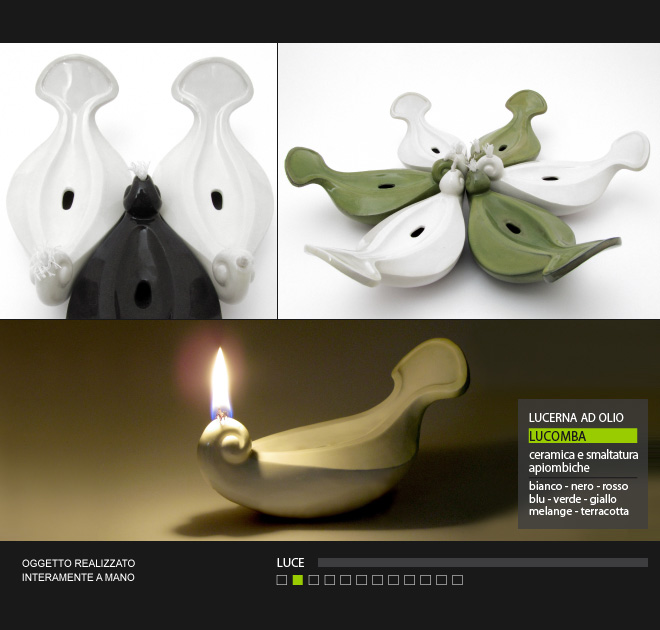 LUCERNA AD OLIO
LUCOMBA
ceramica e smaltatura
apiombiche
bianco - nero - rosso
blu - verde - giallo
melange - terracotta
OGGETTO REALIZZATO
INTERAMENTE A MANO
LUCE